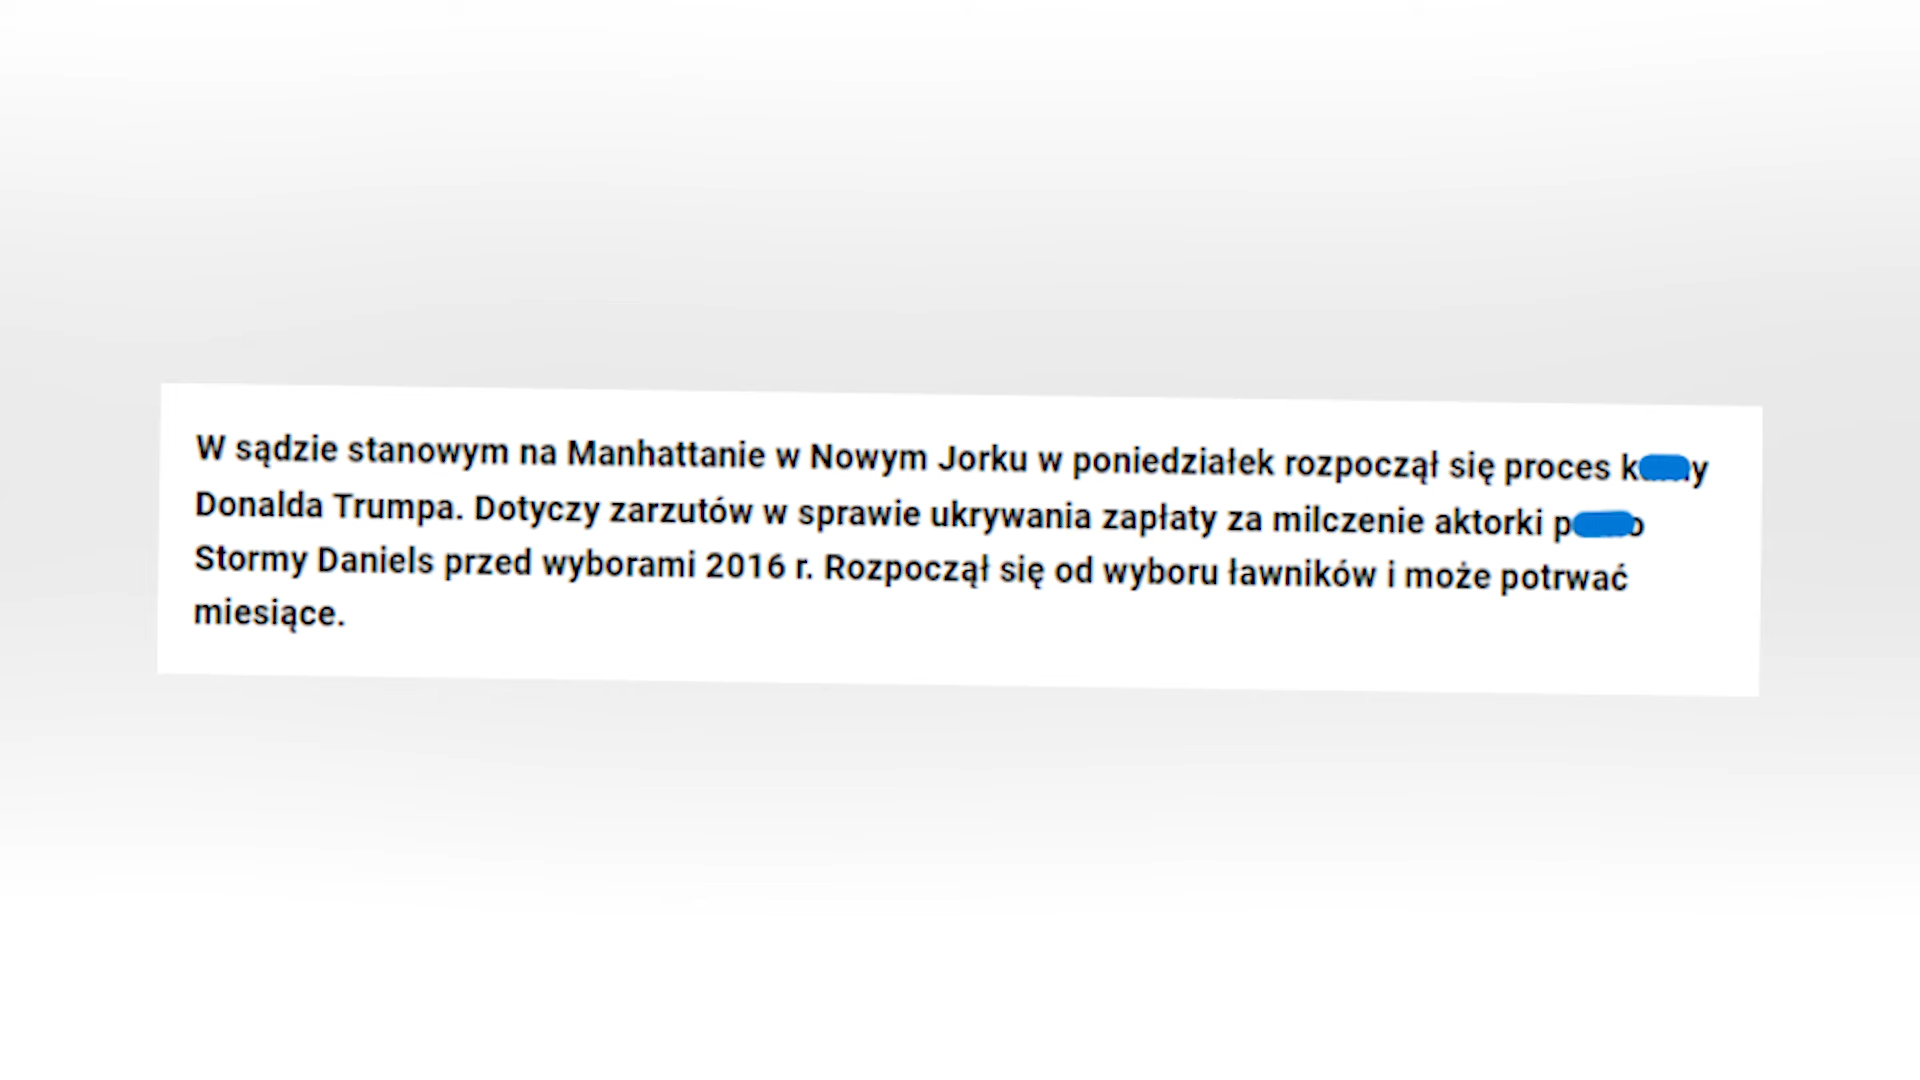 W sądzie stanowym na Manhattanie w Nowym Jorku w poniedziałek rozpoczął się proces
Donalda Trumpa. Dotyczy zarzutów w sprawie ukrywania zapłaty za milczenie aktorki
Stormy Daniels przed wyborami 2016 r. Rozpoczął się od wyboru ławników i może potrwać
miesiące.